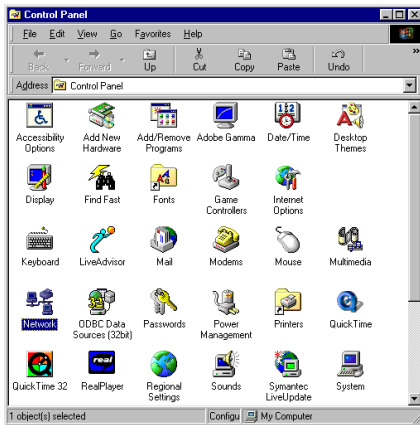 Control Panel
File Edit View Go Favorites Help
Back Forward Up Cut Copy Paste Undo »
Address Control Panel
Accessibility Options
Add New Hardware
Add/Remove Programs
Adobe Gamma
Date/Time
Desktop Themes
Display
Find Fast
Fonts
Game Controllers
Internet Options
Keyboard
LiveAdvisor
Mail
Modems
Mouse
Multimedia
Network
ODBC Data Sources (32bit)
Passwords
Power Management
Printers
QuickTime
QuickTime 32
RealPlayer
Regional Settings
Sounds
Symantec LiveUpdate
System
1 object(s) selected Configu My Computer